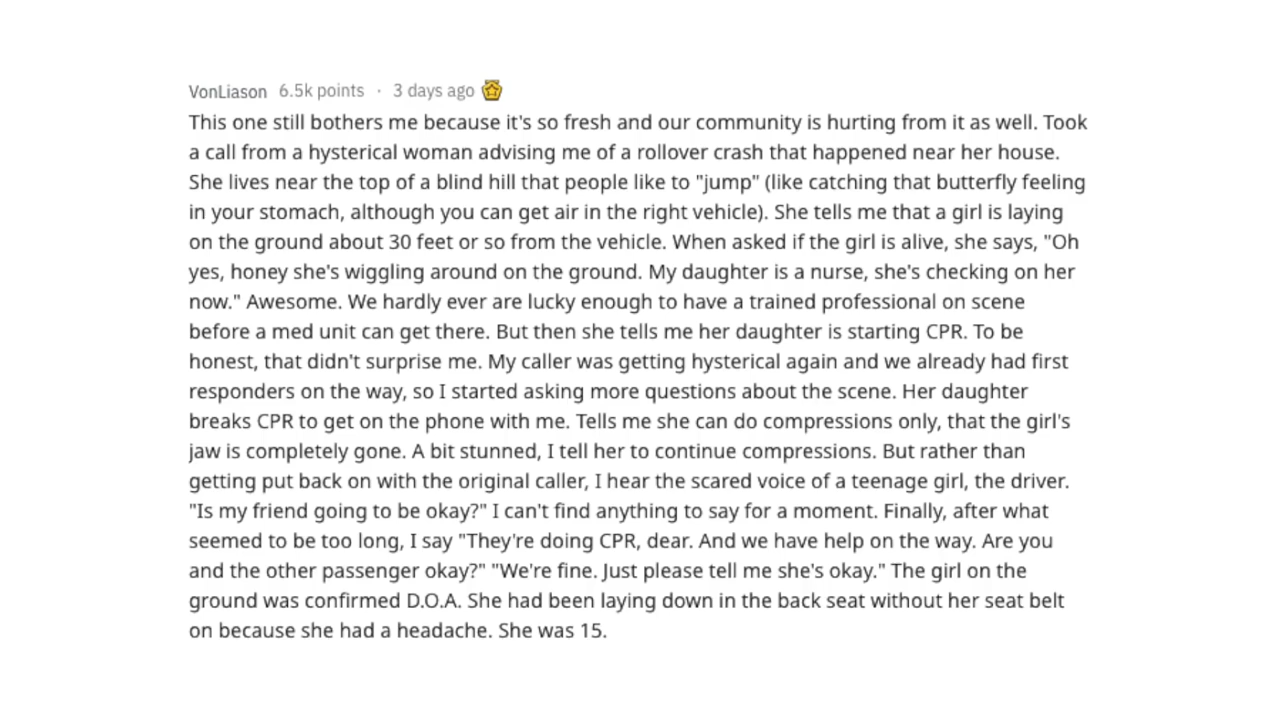 VonLiason 6.5k points · 3 days ago
This one still bothers me because it's so fresh and our community is hurting from it as well. Took
a call from a hysterical woman advising me of a rollover crash that happened near her house.
She lives near the top of a blind hill that people like to "jump" (like catching that butterfly feeling
in your stomach, although you can get air in the right vehicle). She tells me that a girl is laying
on the ground about 30 feet or so from the vehicle. When asked if the girl is alive, she says, "Oh
yes, honey she's wiggling around on the ground. My daughter is a nurse, she's checking on her
now." Awesome. We hardly ever are lucky enough to have a trained professional on scene
before a med unit can get there. But then she tells me her daughter is starting CPR. To be
honest, that didn't surprise me. My caller was getting hysterical again and we already had first
responders on the way, so I started asking more questions about the scene. Her daughter
breaks CPR to get on the phone with me. Tells me she can do compressions only, that the girl's
jaw is completely gone. A bit stunned, I tell her to continue compressions. But rather than
getting put back on with the original caller, I hear the scared voice of a teenage girl, the driver.
"Is my friend going to be okay?" I can't find anything to say for a moment. Finally, after what
seemed to be too long, I say "They're doing CPR, dear. And we have help on the way. Are you
and the other passenger okay?" "We're fine. Just please tell me she's okay." The girl on the
ground was confirmed D.O.A. She had been laying down in the back seat without her seat belt
on because she had a headache. She was 15.